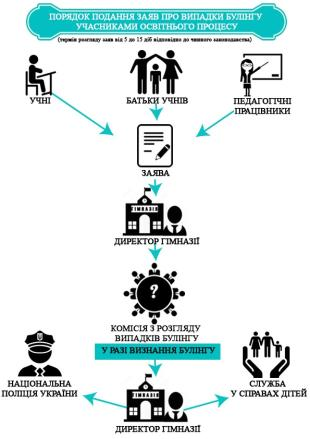 ПОРЯДОК ПОДАННЯ ЗАЯВ ПРО ВИПАДКИ БУЛІНГУ
УЧАСНИКАМИ ОСВІТНЬОГО ПРОЦЕСУ
(термін розгляду заяв від 5 до 15 діб відповідно до чинного законодавства)
УЧНІ
БАТЬКИ УЧНІВ
ПЕДАГОГІЧНІ
ПРАЦІВНИКИ
ЗАЯВА
ГІМНАЗІЯ
ДИРЕКТОР ГІМНАЗІЇ
?
КОМІСІЯ З РОЗГЛЯДУ
ВИПАДКІВ БУЛІНГУ
У РАЗІ ВИЗНАННЯ БУЛІНГУ
НАЦІОНАЛЬНА
ПОЛІЦІЯ УКРАЇНИ
СЛУЖБА
У СПРАВАХ ДІТЕЙ
ГІМНАЗІЯ
ДИРЕКТОР ГІМНАЗІЇ